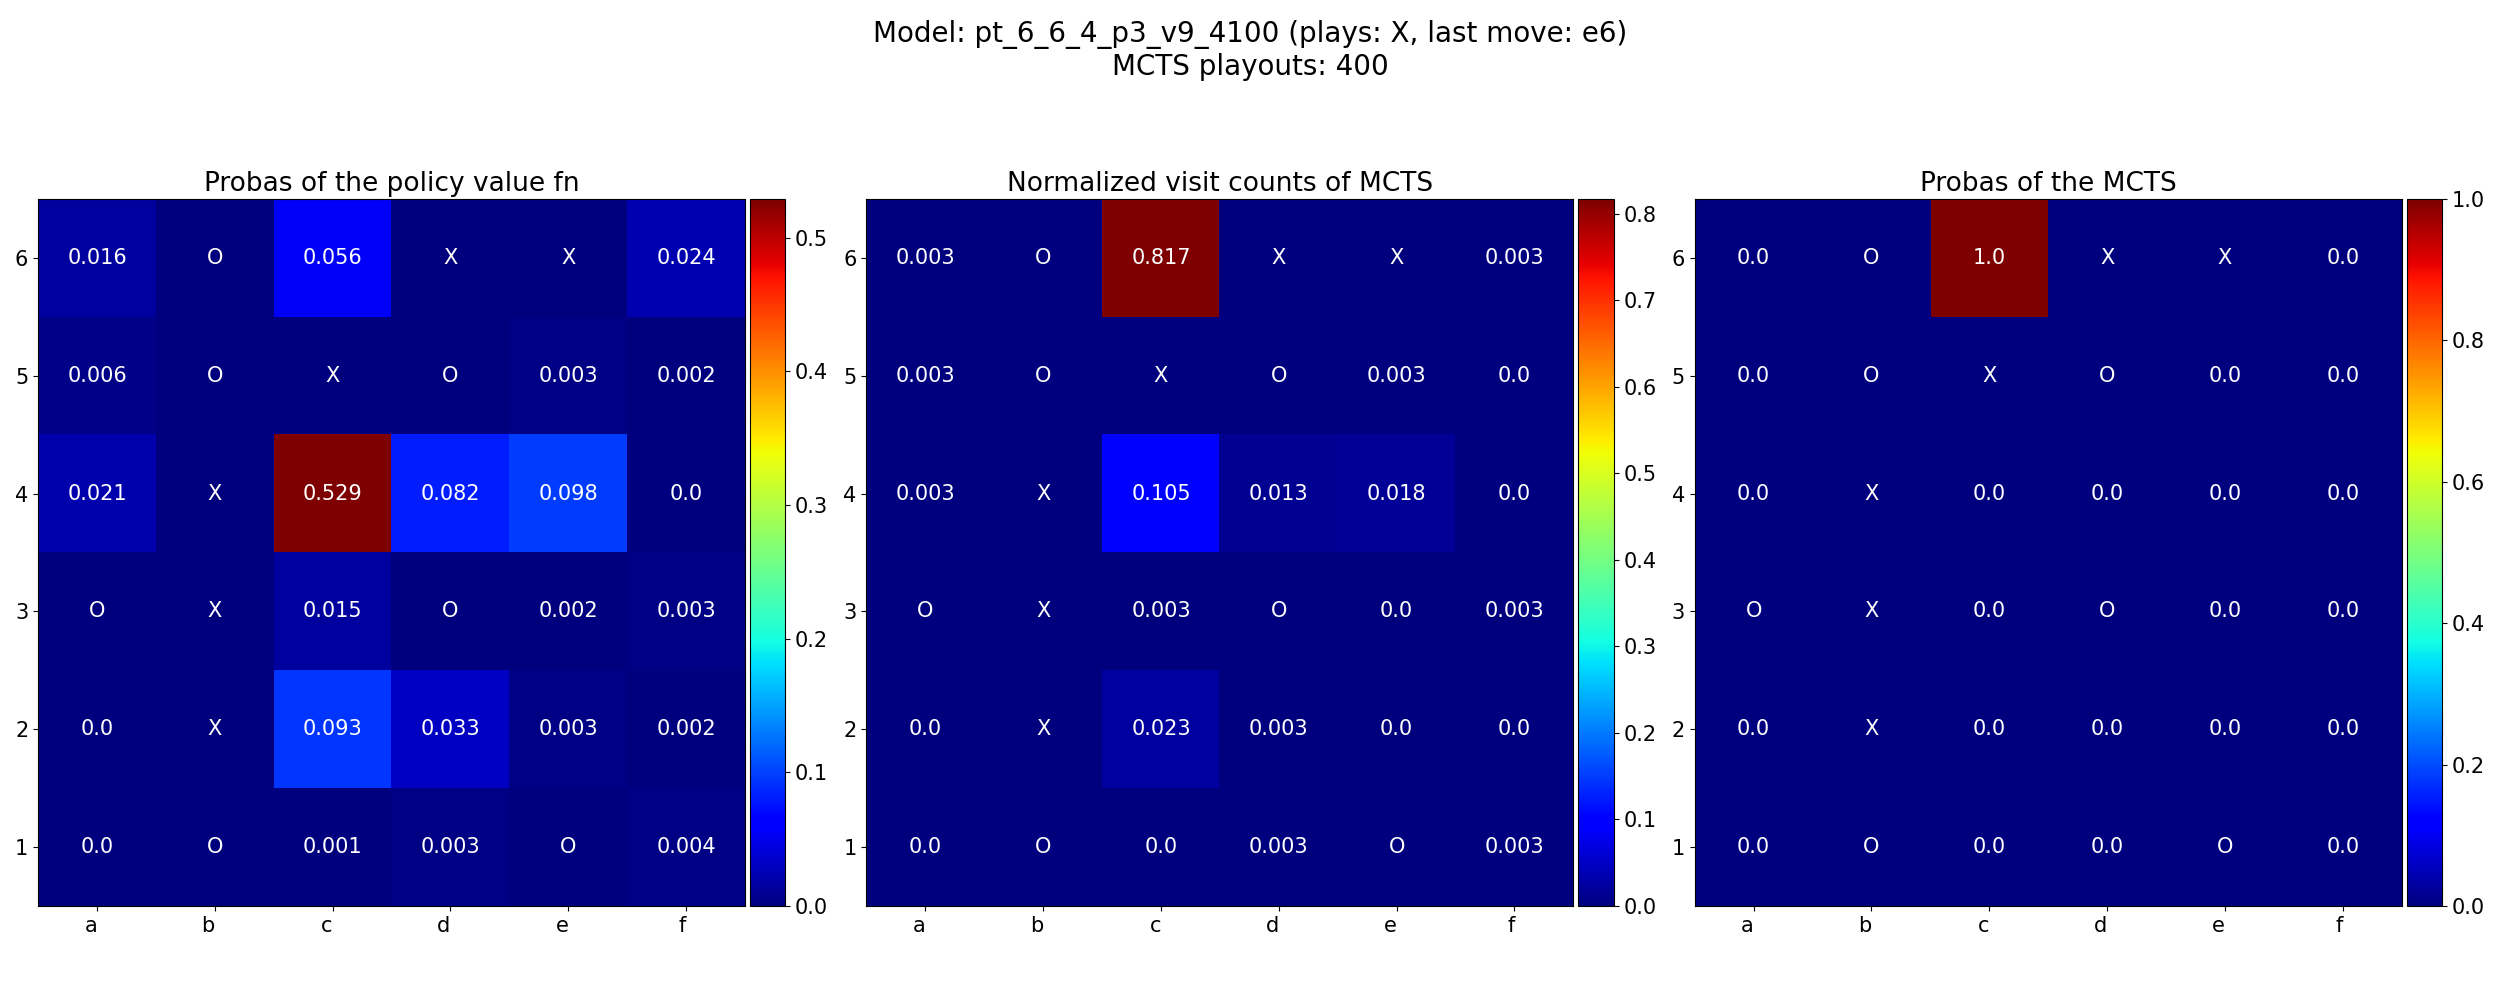 Model: pt_6_6_4_p3_v9_4100 (plays: X, last move: e6)
MCTS playouts: 400
Probas of the policy value fn
6 0.016 O 0.056 X X 0.024
5 0.006 O X O 0.003 0.002
4 0.021 X 0.529 0.082 0.098 0.0
3 O X 0.015 O 0.002 0.003
2 0.0 X 0.093 0.033 0.003 0.002
1 0.0 O 0.001 0.003 O 0.004
a b c d e f
0.5
0.4
0.3
0.2
0.1
0.0
Normalized visit counts of MCTS
6 0.003 O 0.817 X X 0.003
5 0.003 O X O 0.003 0.0
4 0.003 X 0.105 0.013 0.018 0.0
3 O X 0.003 O 0.0 0.003
2 0.0 X 0.023 0.003 0.0 0.0
1 0.0 O 0.0 0.003 O 0.003
a b c d e f
0.8
0.7
0.6
0.5
0.4
0.3
0.2
0.1
0.0
Probas of the MCTS
6 0.0 O 1.0 X X 0.0
5 0.0 O X O 0.0 0.0
4 0.0 X 0.0 0.0 0.0 0.0
3 O X 0.0 O 0.0 0.0
2 0.0 X 0.0 0.0 0.0 0.0
1 0.0 O 0.0 0.0 O 0.0
a b c d e f
1.0
0.8
0.6
0.4
0.2
0.0